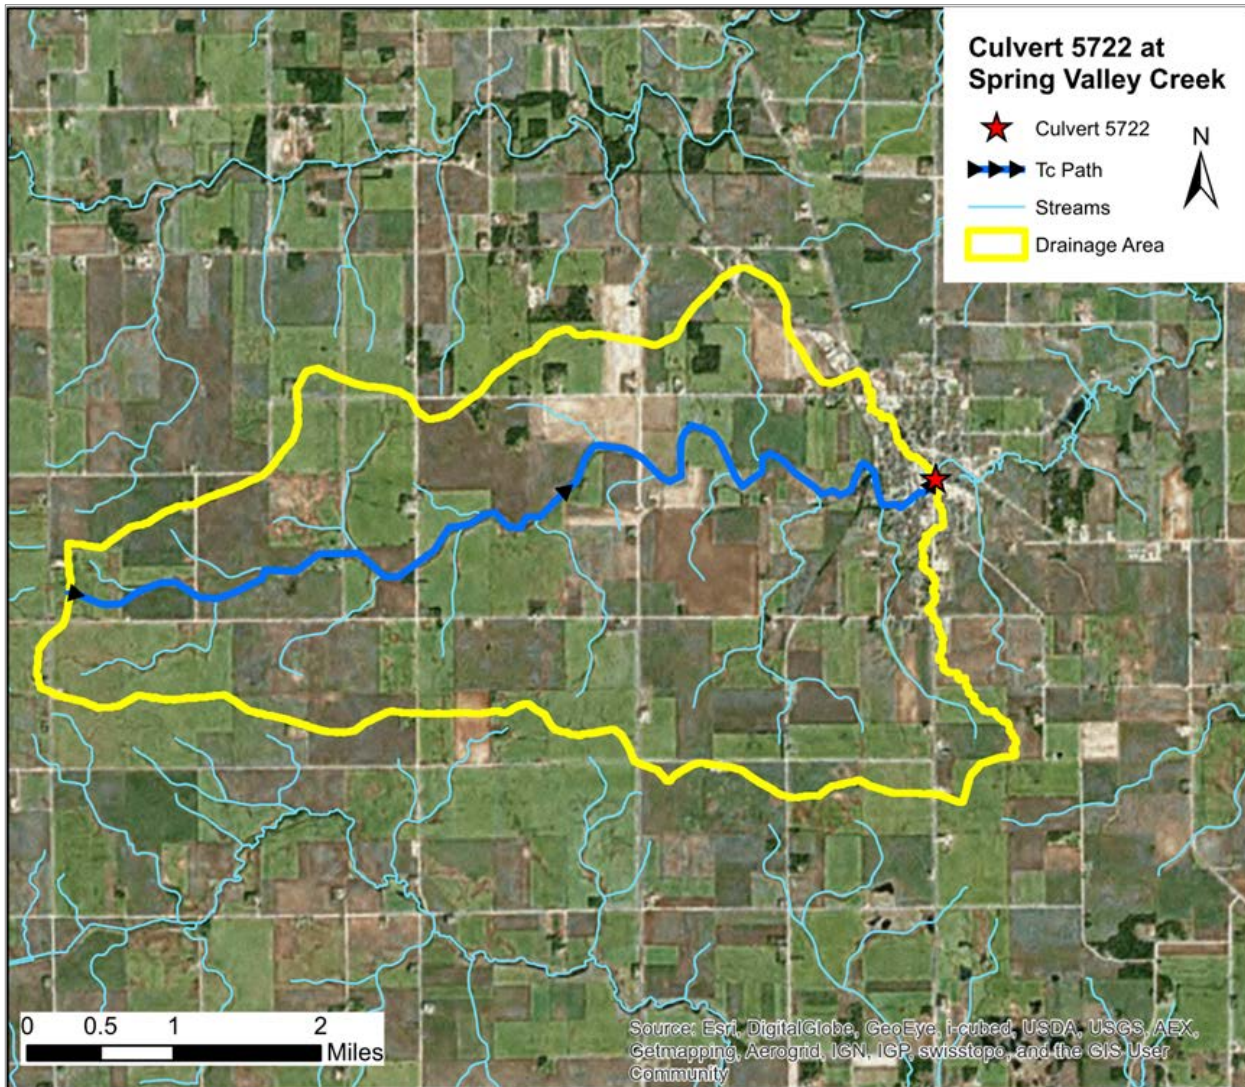 Culvert 5722 at
Spring Valley Creek
Culvert 5722
N
Tc Path
Streams
Drainage Area
0 0.5 1 2
Miles
Source: Esri, DigitalGlobe, GeoEye, i-cubed, USDA, USGS, AEX,
Getmapping, Aerogrid, IGN, IGP, swisstopo, and the GIS User
Community